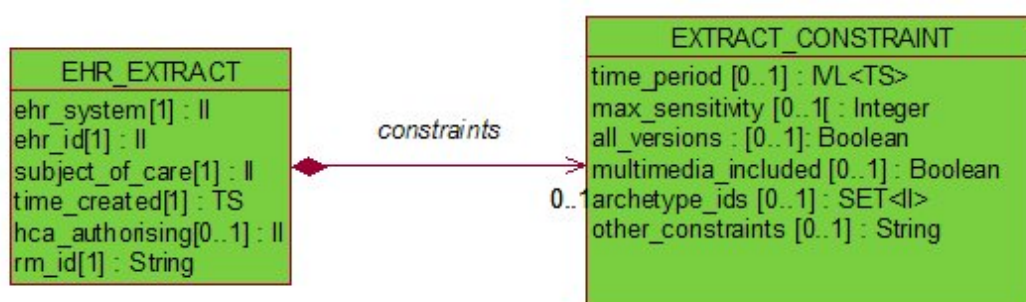 EHR_EXTRACT
ehr_system[1] : II
ehr_id[1] : II
subject_of_care[1] : II
time_created[1] : TS
hca_authorising[0..1] : II
rm_id[1] : String
constraints
0..1
EXTRACT_CONSTRAINT
time_period [0..1] : IVL<TS>
max_sensitivity [0..1[ : Integer
all_versions : [0..1]: Boolean
multimedia_included [0..1] : Boolean
archetype_ids [0..1] : SET<II>
other_constraints [0..1] : String